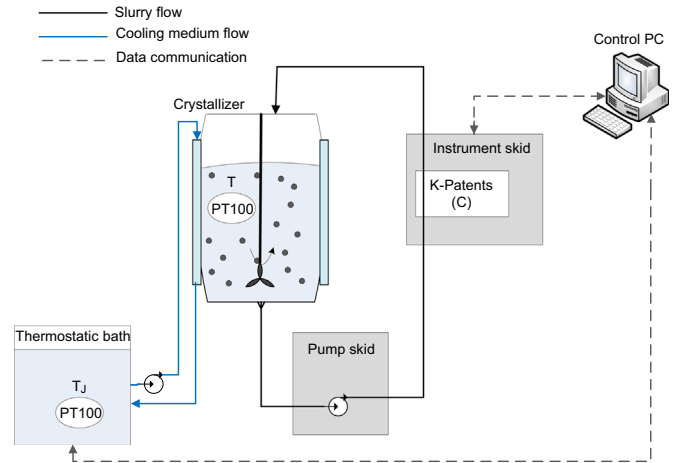 Slurry flow
Cooling medium flow
Data communication
Control PC
Crystallizer
Instrument skid
K-Patents
(C)
T
PT100
Thermostatic bath
Pump skid
TJ
PT100